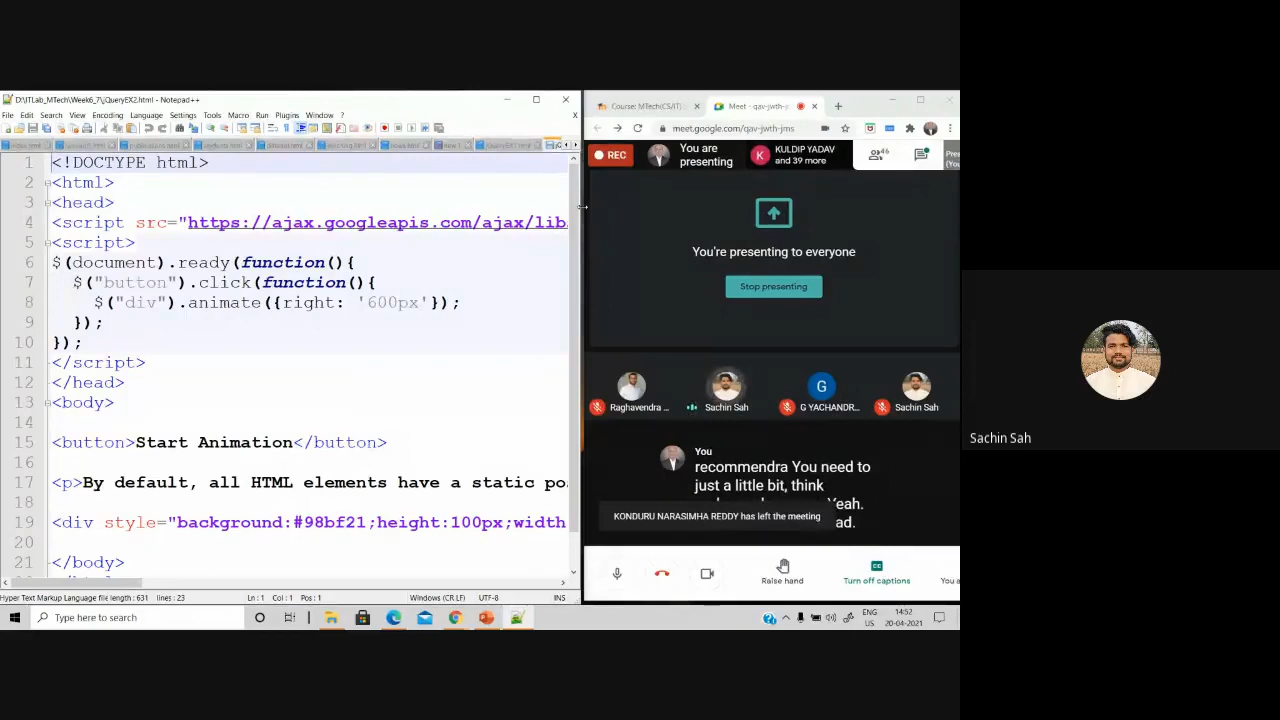 D:\ITLab_MTech\Week6_7\jQueryEX2.html - Notepad++
File Edit Search View Encoding Language Settings Tools Macro Run Plugins Window ?
1 <!DOCTYPE html>
2 <html>
3 <head>
4 <script src="https://ajax.googleapis.com/ajax/lib
5 <script>
6 $(document).ready(function(){
7 $("button").click(function(){
8 $("div").animate({right: '600px'});
9 });
10 });
11 </script>
12 </head>
13 <body>
14
15 <button>Start Animation</button>
16
17 <p>By default, all HTML elements have a static po
18
19 <div style="background:#98bf21;height:100px;width
20
21 </body>
Hyper Text Markup Language file length : 631 lines : 23 Ln : 1 Col : 1 Pos : 1 Windows (CR LF) UTF-8 INS
Course: MTech(CS/IT) Meet - qav-jwth-j
meet.google.com/qav-jwth-jms
REC
You are
presenting
K
KULDIP YADAV
and 39 more
46
You're presenting to everyone
Stop presenting
G
Raghavendra ... Sachin Sah G YACHANDR... Sachin Sah
You
recommendra You need to
just a little bit, think
Yeah.
KONDURU NARASIMHA REDDY has left the meeting
ad.
Raise hand Turn off captions You a
Type here to search
ENG
US
14:52
20-04-2021
Sachin Sah